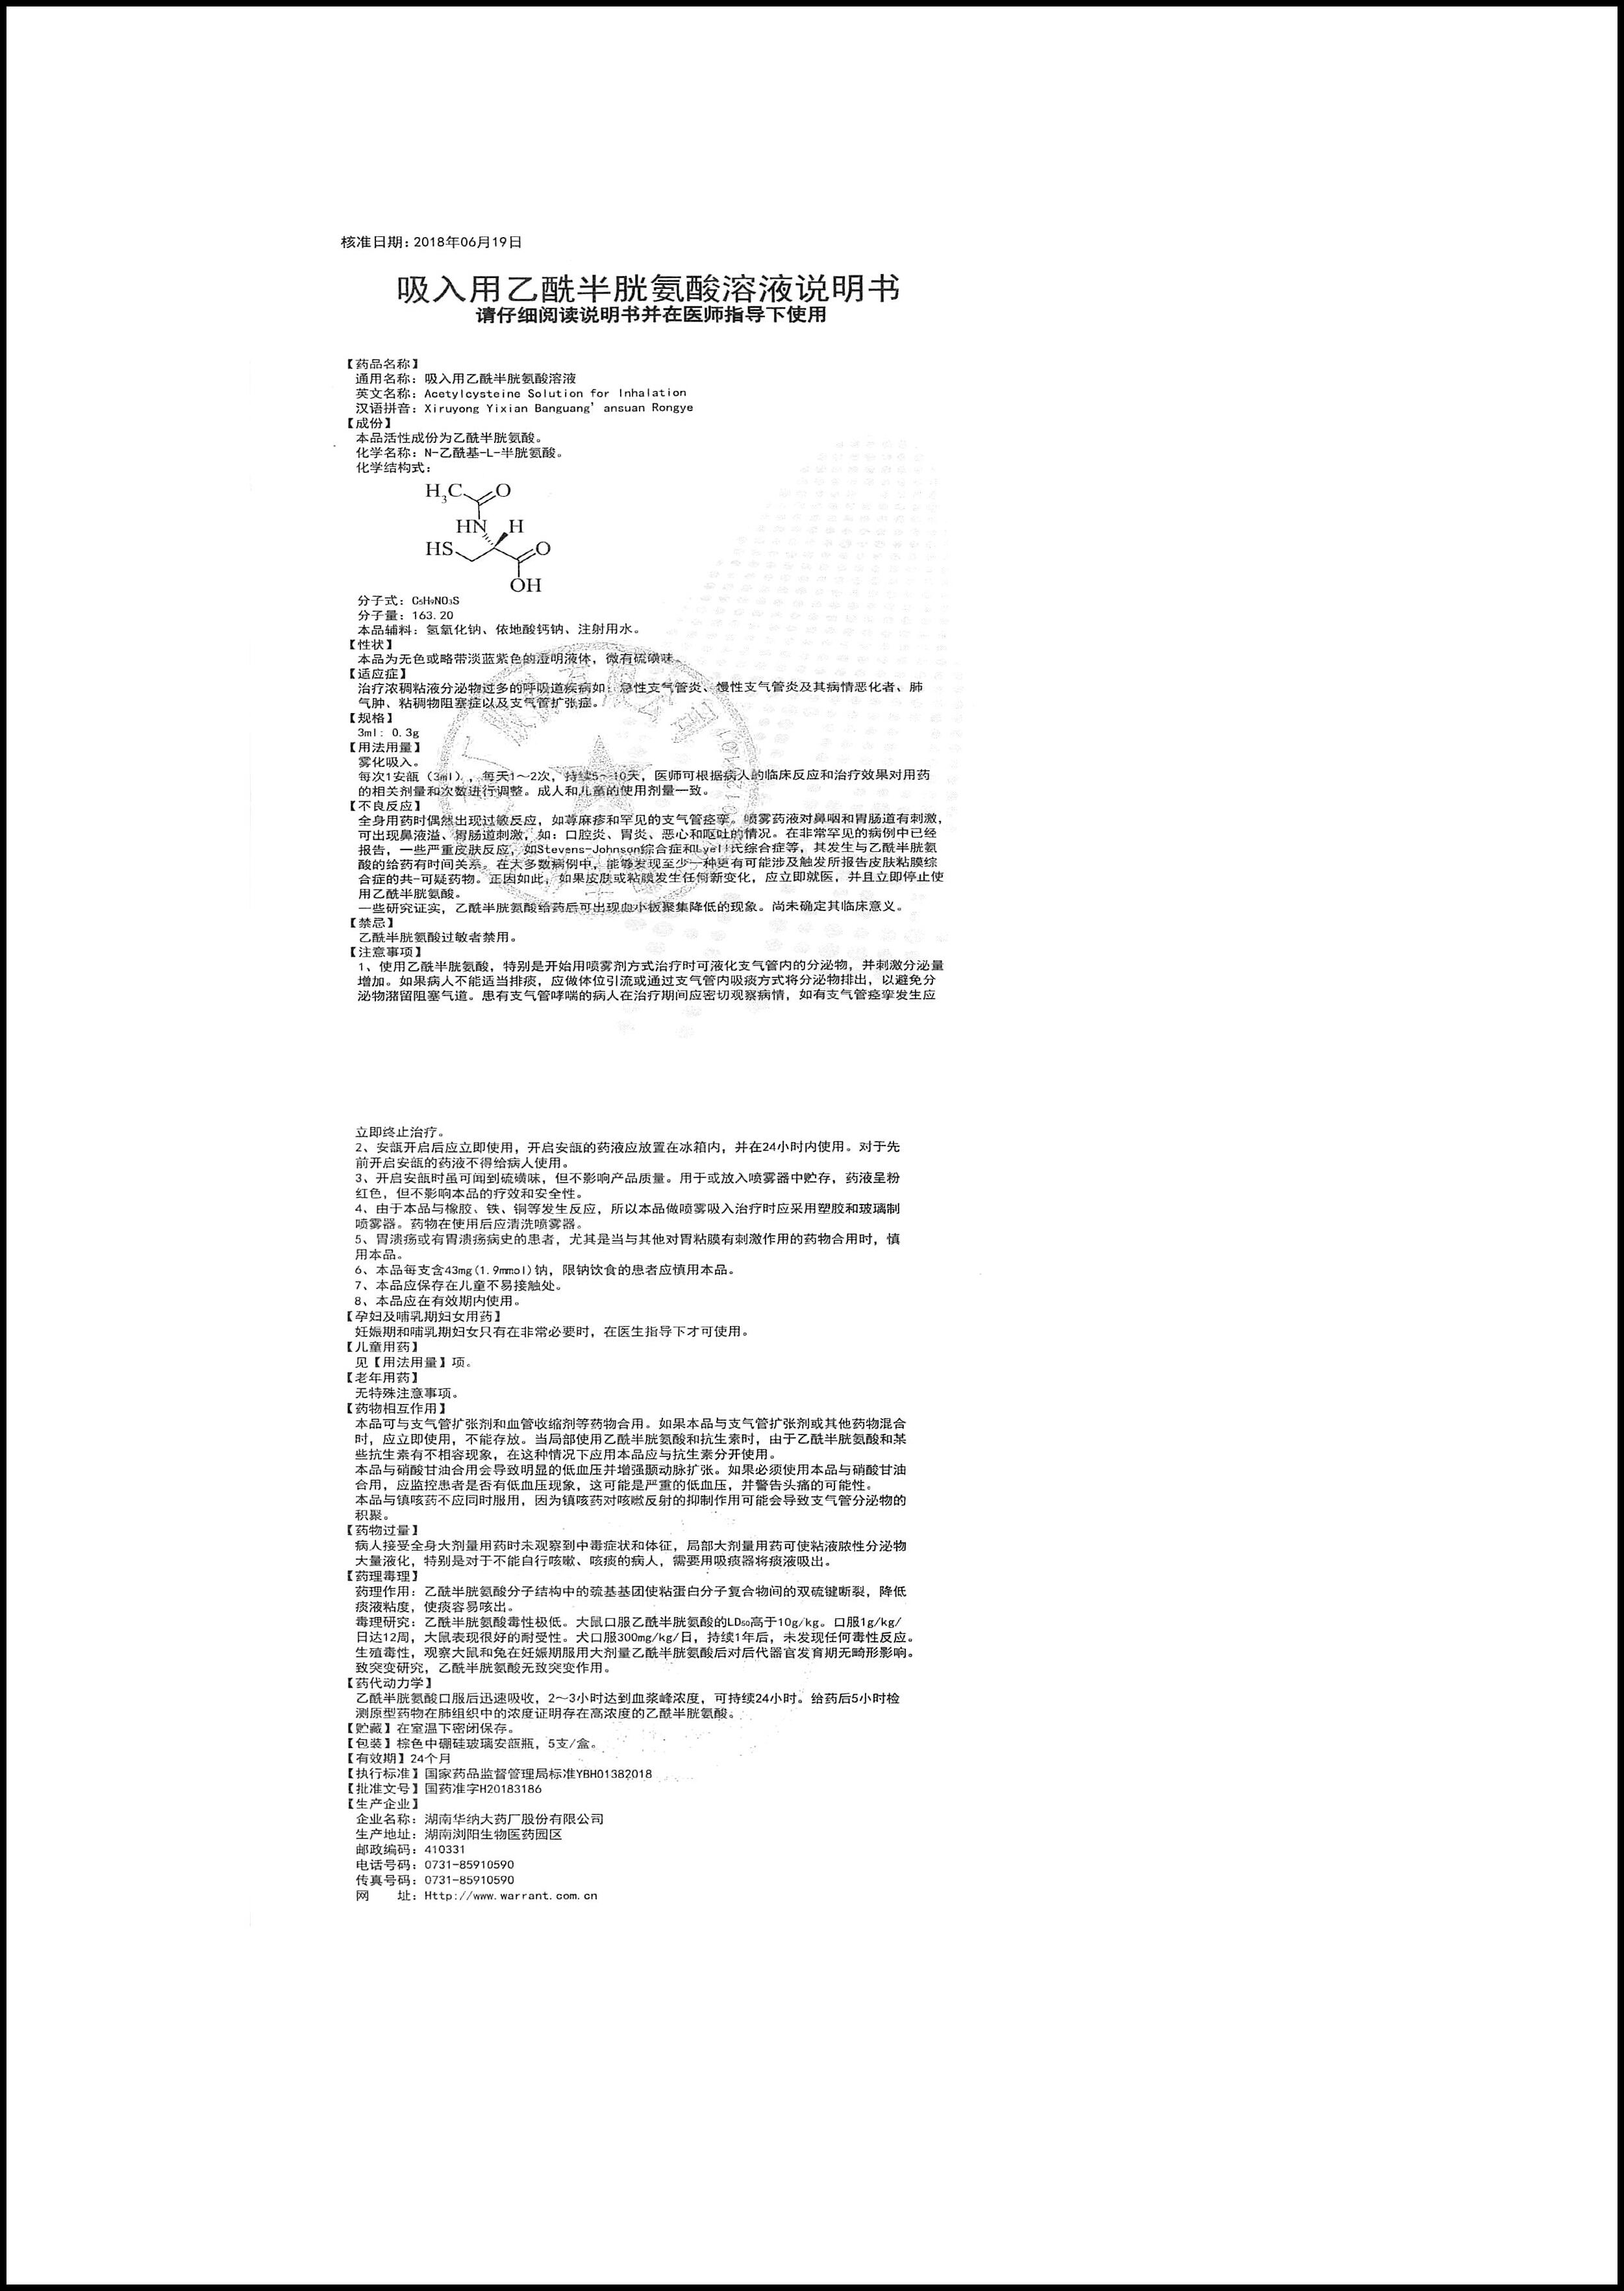 核准日期：2018年06月19日
吸入用乙酰半胱氨酸溶液说明书
请仔细阅读说明书并在医师指导下使用
【药品名称】
通用名称：吸入用乙酰半胱氨酸溶液
英文名称：Acetylcysteine Solution for Inhalation
汉语拼音：Xiruyong Yixian Banguang’ansuan Rongye
【成份】
本品活性成份为乙酰半胱氨酸。
化学名称：N-乙酰基-L-半胱氨酸。
化学结构式：
H₃C O
HN H
HS O
OH
分子式：C₅H₉NO₃S
分子量：163.20
本品辅料：氢氧化钠、依地酸钙钠、注射用水。
【性状】
本品为无色或略带淡蓝紫色的澄明液体，微有硫磺味。
【适应症】
治疗浓稠粘液分泌物过多的呼吸道疾病如：急性支气管炎、慢性支气管炎及其病情恶化者、肺
气肿、粘稠物阻塞症以及支气管扩张症。
【规格】
3ml：0.3g
【用法用量】
雾化吸入。
每次1安瓿（3ml），每天1～2次，持续5～10天，医师可根据病人的临床反应和治疗效果对用药
的相关剂量和次数进行调整。成人和儿童的使用剂量一致。
【不良反应】
全身用药时偶然出现过敏反应，如荨麻疹和罕见的支气管痉挛。喷雾药液对鼻咽和胃肠道有刺激，
可出现鼻液溢、胃肠道刺激，如：口腔炎、胃炎、恶心和呕吐的情况。在非常罕见的病例中已经
报告，一些严重皮肤反应，如Stevens-Johnson综合症和Lyell氏综合症等，其发生与乙酰半胱氨
酸的给药有时间关系。在大多数病例中，能够发现至少一种更有可能涉及触发所报告皮肤粘膜综
合症的共-可疑药物。正因如此，如果皮肤或粘膜发生任何新变化，应立即就医，并且立即停止使
用乙酰半胱氨酸。
一些研究证实，乙酰半胱氨酸给药后可出现血小板聚集降低的现象。尚未确定其临床意义。
【禁忌】
乙酰半胱氨酸过敏者禁用。
【注意事项】
1、使用乙酰半胱氨酸，特别是开始用喷雾剂方式治疗时可液化支气管内的分泌物，并刺激分泌量
增加。如果病人不能适当排痰，应做体位引流或通过支气管内吸痰方式将分泌物排出，以避免分
泌物潴留阻塞气道。患有支气管哮喘的病人在治疗期间应密切观察病情，如有支气管痉挛发生应
立即终止治疗。
2、安瓿开启后应立即使用，开启安瓿的药液应放置在冰箱内，并在24小时内使用。对于先
前开启安瓿的药液不得给病人使用。
3、开启安瓿时虽可闻到硫磺味，但不影响产品质量。用于或放入喷雾器中贮存，药液呈粉
红色，但不影响本品的疗效和安全性。
4、由于本品与橡胶、铁、铜等发生反应，所以本品做喷雾吸入治疗时应采用塑胶和玻璃制
喷雾器。药物在使用后应清洗喷雾器。
5、胃溃疡或有胃溃疡病史的患者，尤其是当与其他对胃粘膜有刺激作用的药物合用时，慎
用本品。
6、本品每支含43mg(1.9mmol)钠，限钠饮食的患者应慎用本品。
7、本品应保存在儿童不易接触处。
8、本品应在有效期内使用。
【孕妇及哺乳期妇女用药】
妊娠期和哺乳期妇女只有在非常必要时，在医生指导下才可使用。
【儿童用药】
见【用法用量】项。
【老年用药】
无特殊注意事项。
【药物相互作用】
本品可与支气管扩张剂和血管收缩剂等药物合用。如果本品与支气管扩张剂或其他药物混合
时，应立即使用，不能存放。当局部使用乙酰半胱氨酸和抗生素时，由于乙酰半胱氨酸和某
些抗生素有不相容现象，在这种情况下应用本品应与抗生素分开使用。
本品与硝酸甘油合用会导致明显的低血压并增强颞动脉扩张。如果必须使用本品与硝酸甘油
合用，应监控患者是否有低血压现象，这可能是严重的低血压，并警告头痛的可能性。
本品与镇咳药不应同时服用，因为镇咳药对咳嗽反射的抑制作用可能会导致支气管分泌物的
积聚。
【药物过量】
病人接受全身大剂量用药时未观察到中毒症状和体征，局部大剂量用药可使粘液脓性分泌物
大量液化，特别是对于不能自行咳嗽、咳痰的病人，需要用吸痰器将痰液吸出。
【药理毒理】
药理作用：乙酰半胱氨酸分子结构中的巯基基团使粘蛋白分子复合物间的双硫键断裂，降低
痰液粘度，使痰容易咳出。
毒理研究：乙酰半胱氨酸毒性极低。大鼠口服乙酰半胱氨酸的LD₅₀高于10g/kg。口服1g/kg/
日达12周，大鼠表现很好的耐受性。犬口服300mg/kg/日，持续1年后，未发现任何毒性反应。
生殖毒性，观察大鼠和兔在妊娠期服用大剂量乙酰半胱氨酸后对后代器官发育期无畸形影响。
致突变研究，乙酰半胱氨酸无致突变作用。
【药代动力学】
乙酰半胱氨酸口服后迅速吸收，2～3小时达到血浆峰浓度，可持续24小时。给药后5小时检
测原型药物在肺组织中的浓度证明存在高浓度的乙酰半胱氨酸。
【贮藏】在室温下密闭保存。
【包装】棕色中硼硅玻璃安瓿瓶，5支/盒。
【有效期】24个月
【执行标准】国家药品监督管理局标准YBH01382018
【批准文号】国药准字H20183186
【生产企业】
企业名称：湖南华纳大药厂股份有限公司
生产地址：湖南浏阳生物医药园区
邮政编码：410331
电话号码：0731-85910590
传真号码：0731-85910590
网　　址：Http://www.warrant.com.cn